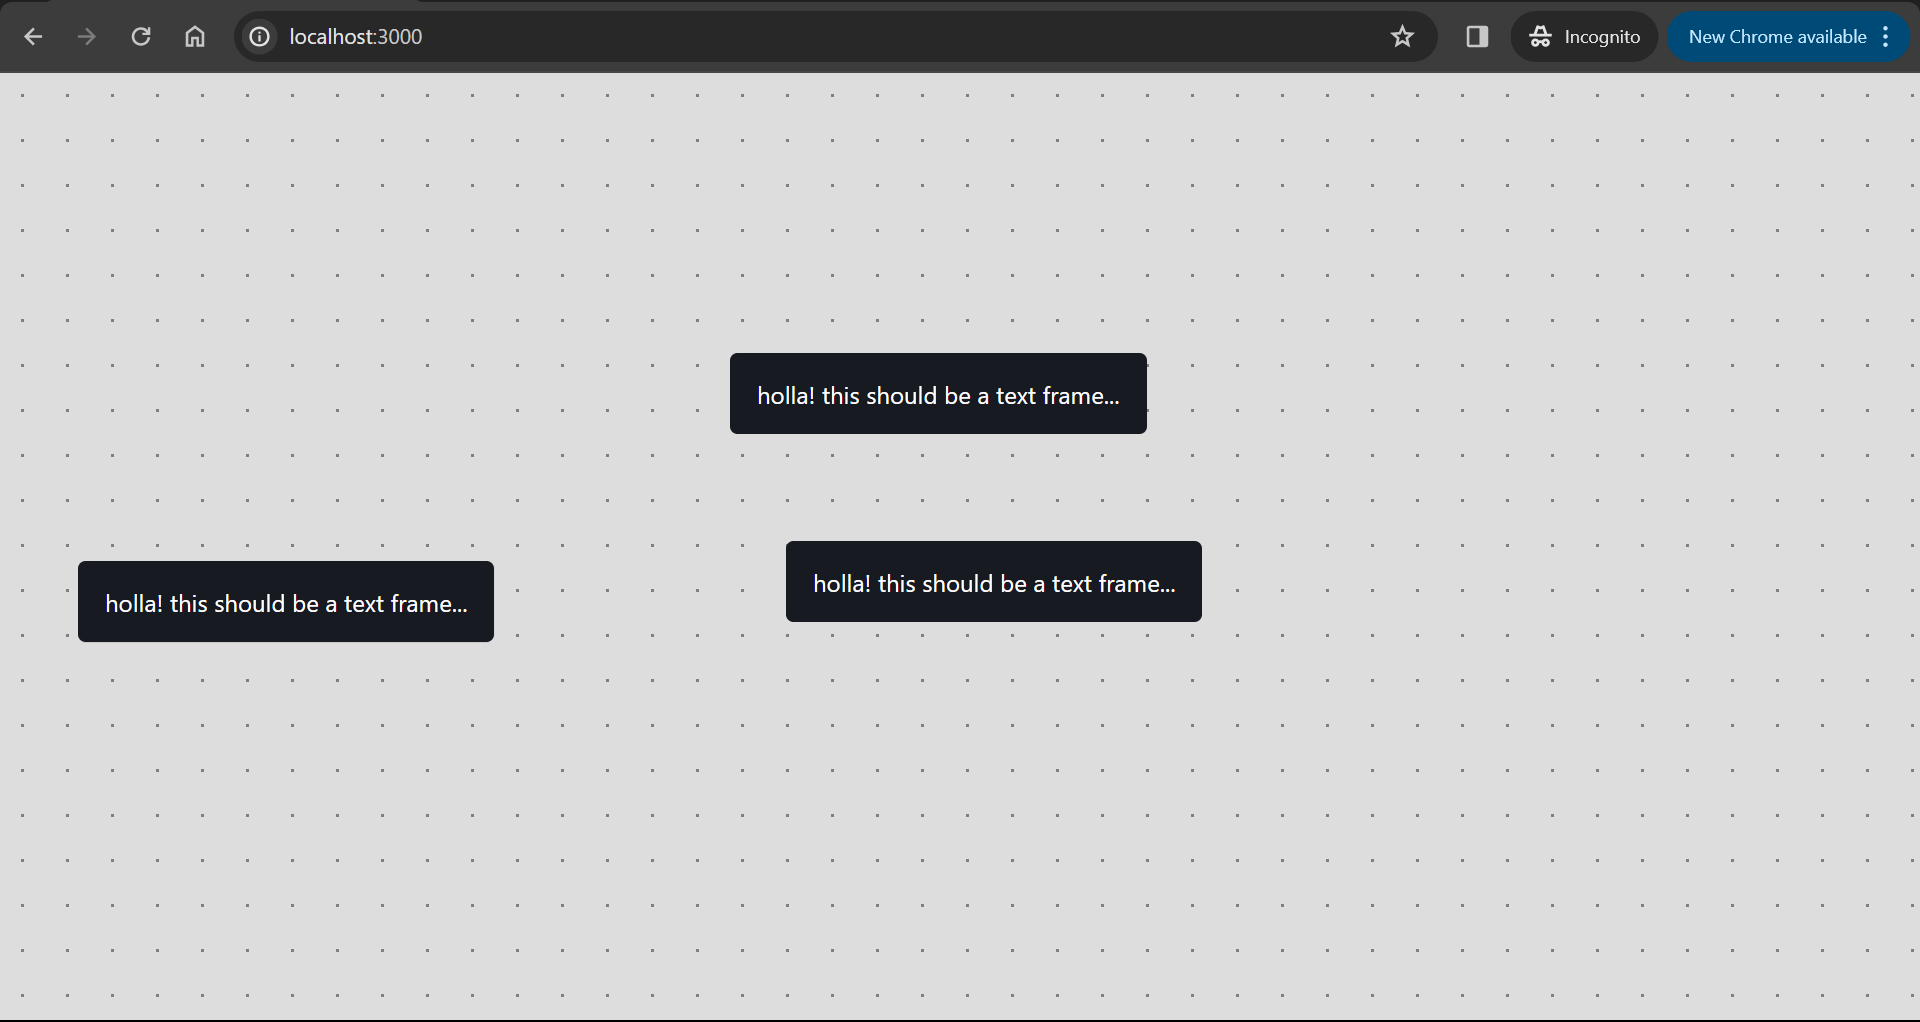 localhost:3000
Incognito
New Chrome available
holla! this should be a text frame...
holla! this should be a text frame...
holla! this should be a text frame...